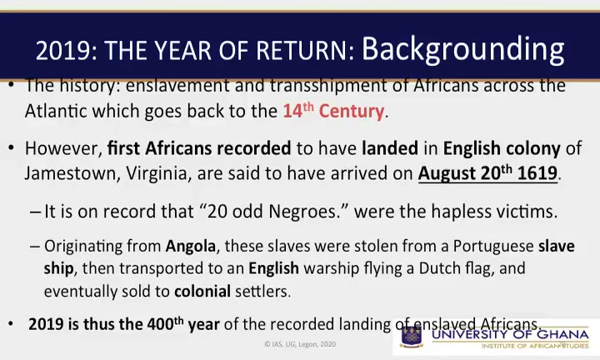 2019: THE YEAR OF RETURN: Backgrounding
• The history: enslavement and transshipment of Africans across the
Atlantic which goes back to the 14th Century.
• However, first Africans recorded to have landed in English colony of
Jamestown, Virginia, are said to have arrived on August 20th 1619.
– It is on record that “20 odd Negroes.” were the hapless victims.
– Originating from Angola, these slaves were stolen from a Portuguese slave
ship, then transported to an English warship flying a Dutch flag, and
eventually sold to colonial settlers.
• 2019 is thus the 400th year of the recorded landing of enslaved Africans.
UNIVERSITY OF GHANA
INSTITUTE OF AFRICAN STUDIES
© IAS, UG, Legon, 2020